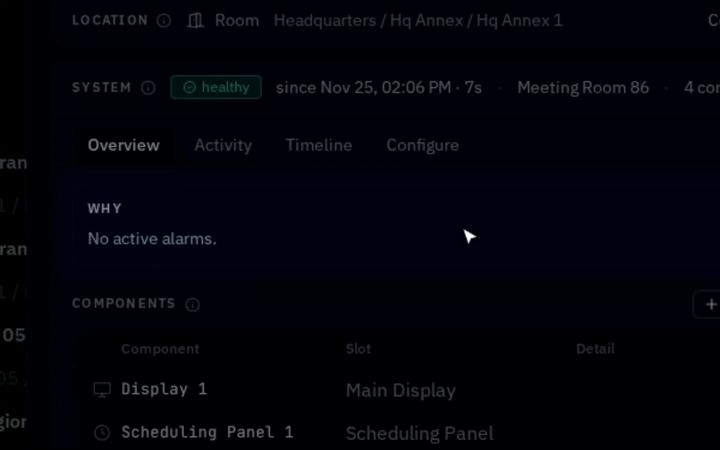 LOCATION Room Headquarters / Hq Annex / Hq Annex 1
SYSTEM healthy since Nov 25, 02:06 PM · 7s · Meeting Room 86 · 4
Overview Activity Timeline Configure
WHY
No active alarms.
COMPONENTS +
Component Slot Detail
Display 1 Main Display
05
Scheduling Panel 1 Scheduling Panel